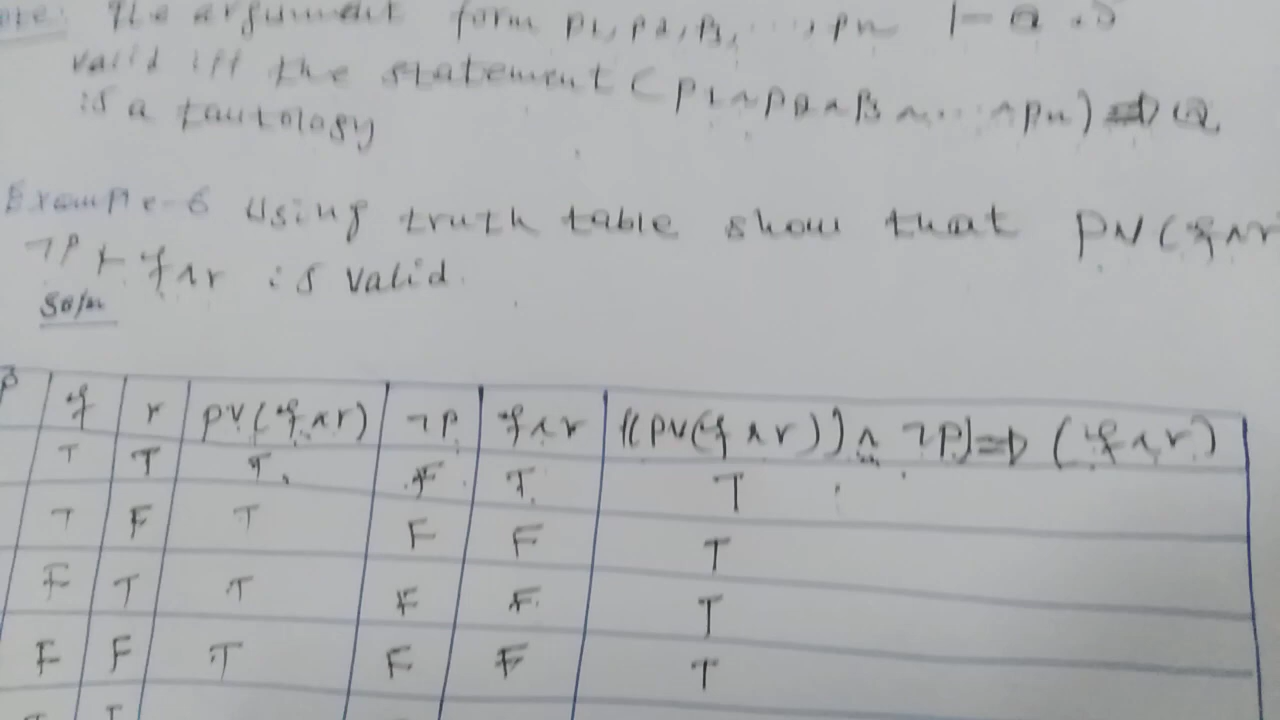 Note: The argument form P1, P2, P3, ....., Pn ⊢ Q is
valid iff the statement (P1 ∧ P2 ∧ P3 ∧ ..... ∧ Pn) ⇒ Q
is a tautology
Example-6 Using truth table show that P∨(q∧r
¬P ⊢ q∧r is valid.
Soln
P q r P∨(q∧r) ¬P q∧r ((P∨(q∧r))∧ ¬P)⇒ (q∧r)
T T T F T T
T F T F F T
F T T F F T
F F T F F T